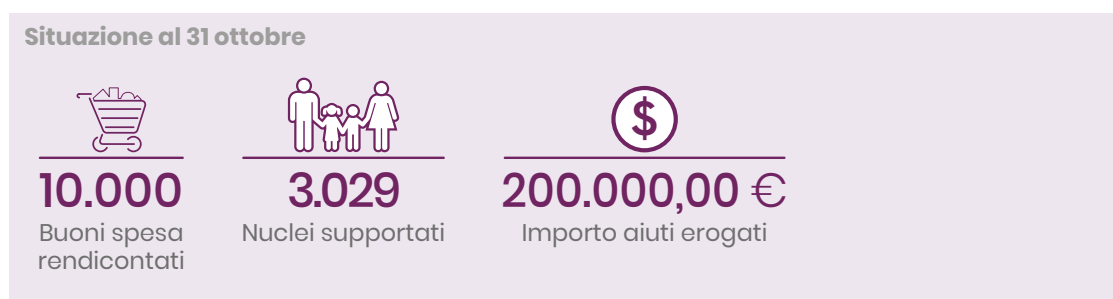 Situazione al 31 ottobre
$
10.000
Buoni spesa
rendicontati
3.029
Nuclei supportati
200.000,00 €
Importo aiuti erogati